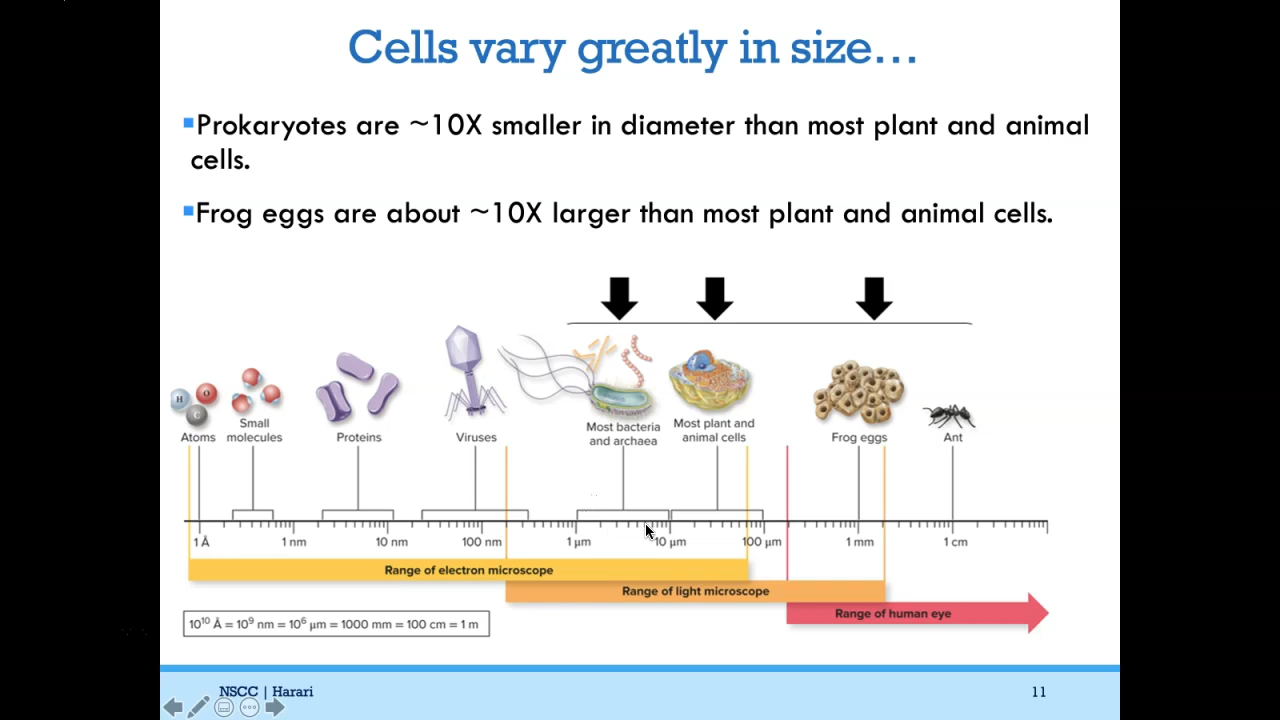 Cells vary greatly in size...
▪Prokaryotes are ~10X smaller in diameter than most plant and animal
cells.
▪Frog eggs are about ~10X larger than most plant and animal cells.
H O
C
Atoms
Small
molecules
Proteins
Viruses
Most bacteria
and archaea
Most plant and
animal cells
Frog eggs
Ant
1 Å 1 nm 10 nm 100 nm 1 µm 10 µm 100 µm 1 mm 1 cm
Range of electron microscope
Range of light microscope
Range of human eye
10¹⁰ Å = 10⁹ nm = 10⁶ µm = 1000 mm = 100 cm = 1 m
NSCC | Harari
11